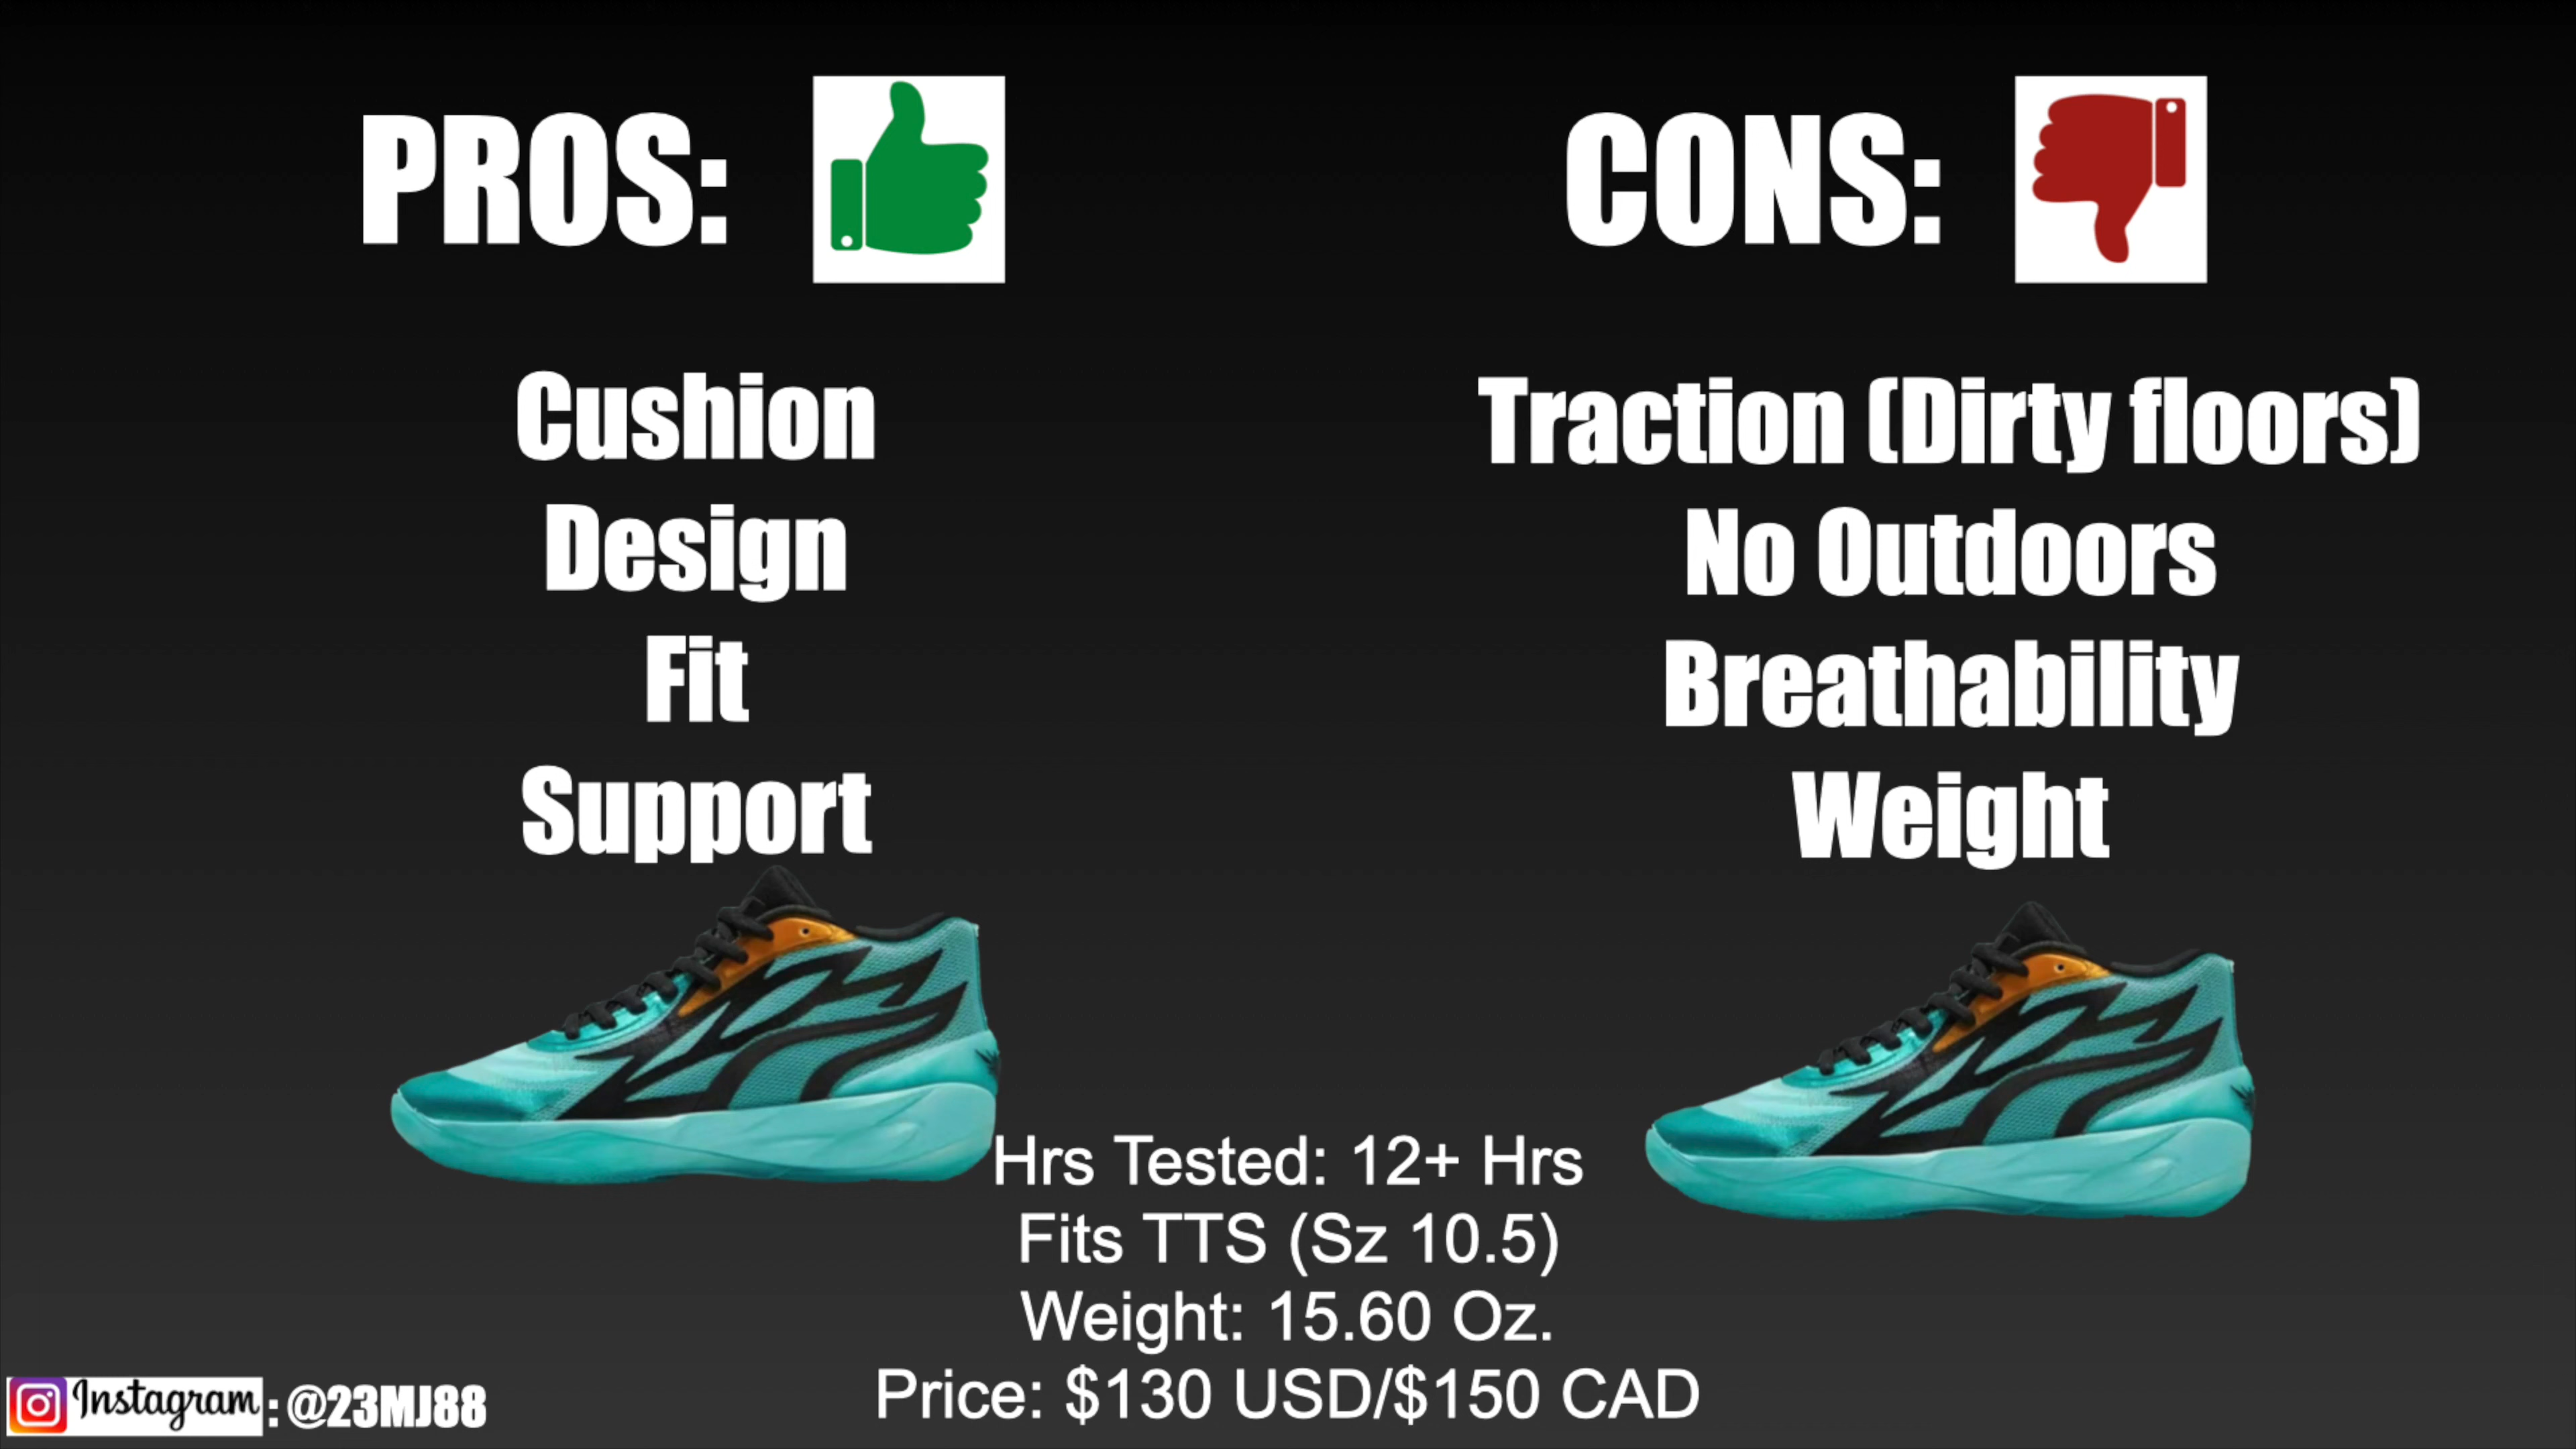 PROS:
Cushion
Design
Fit
Support
CONS:
Traction (Dirty floors)
No Outdoors
Breathability
Weight
Hrs Tested: 12+ Hrs
Fits TTS (Sz 10.5)
Weight: 15.60 Oz.
Price: $130 USD/$150 CAD
Instagram : @23MJ88